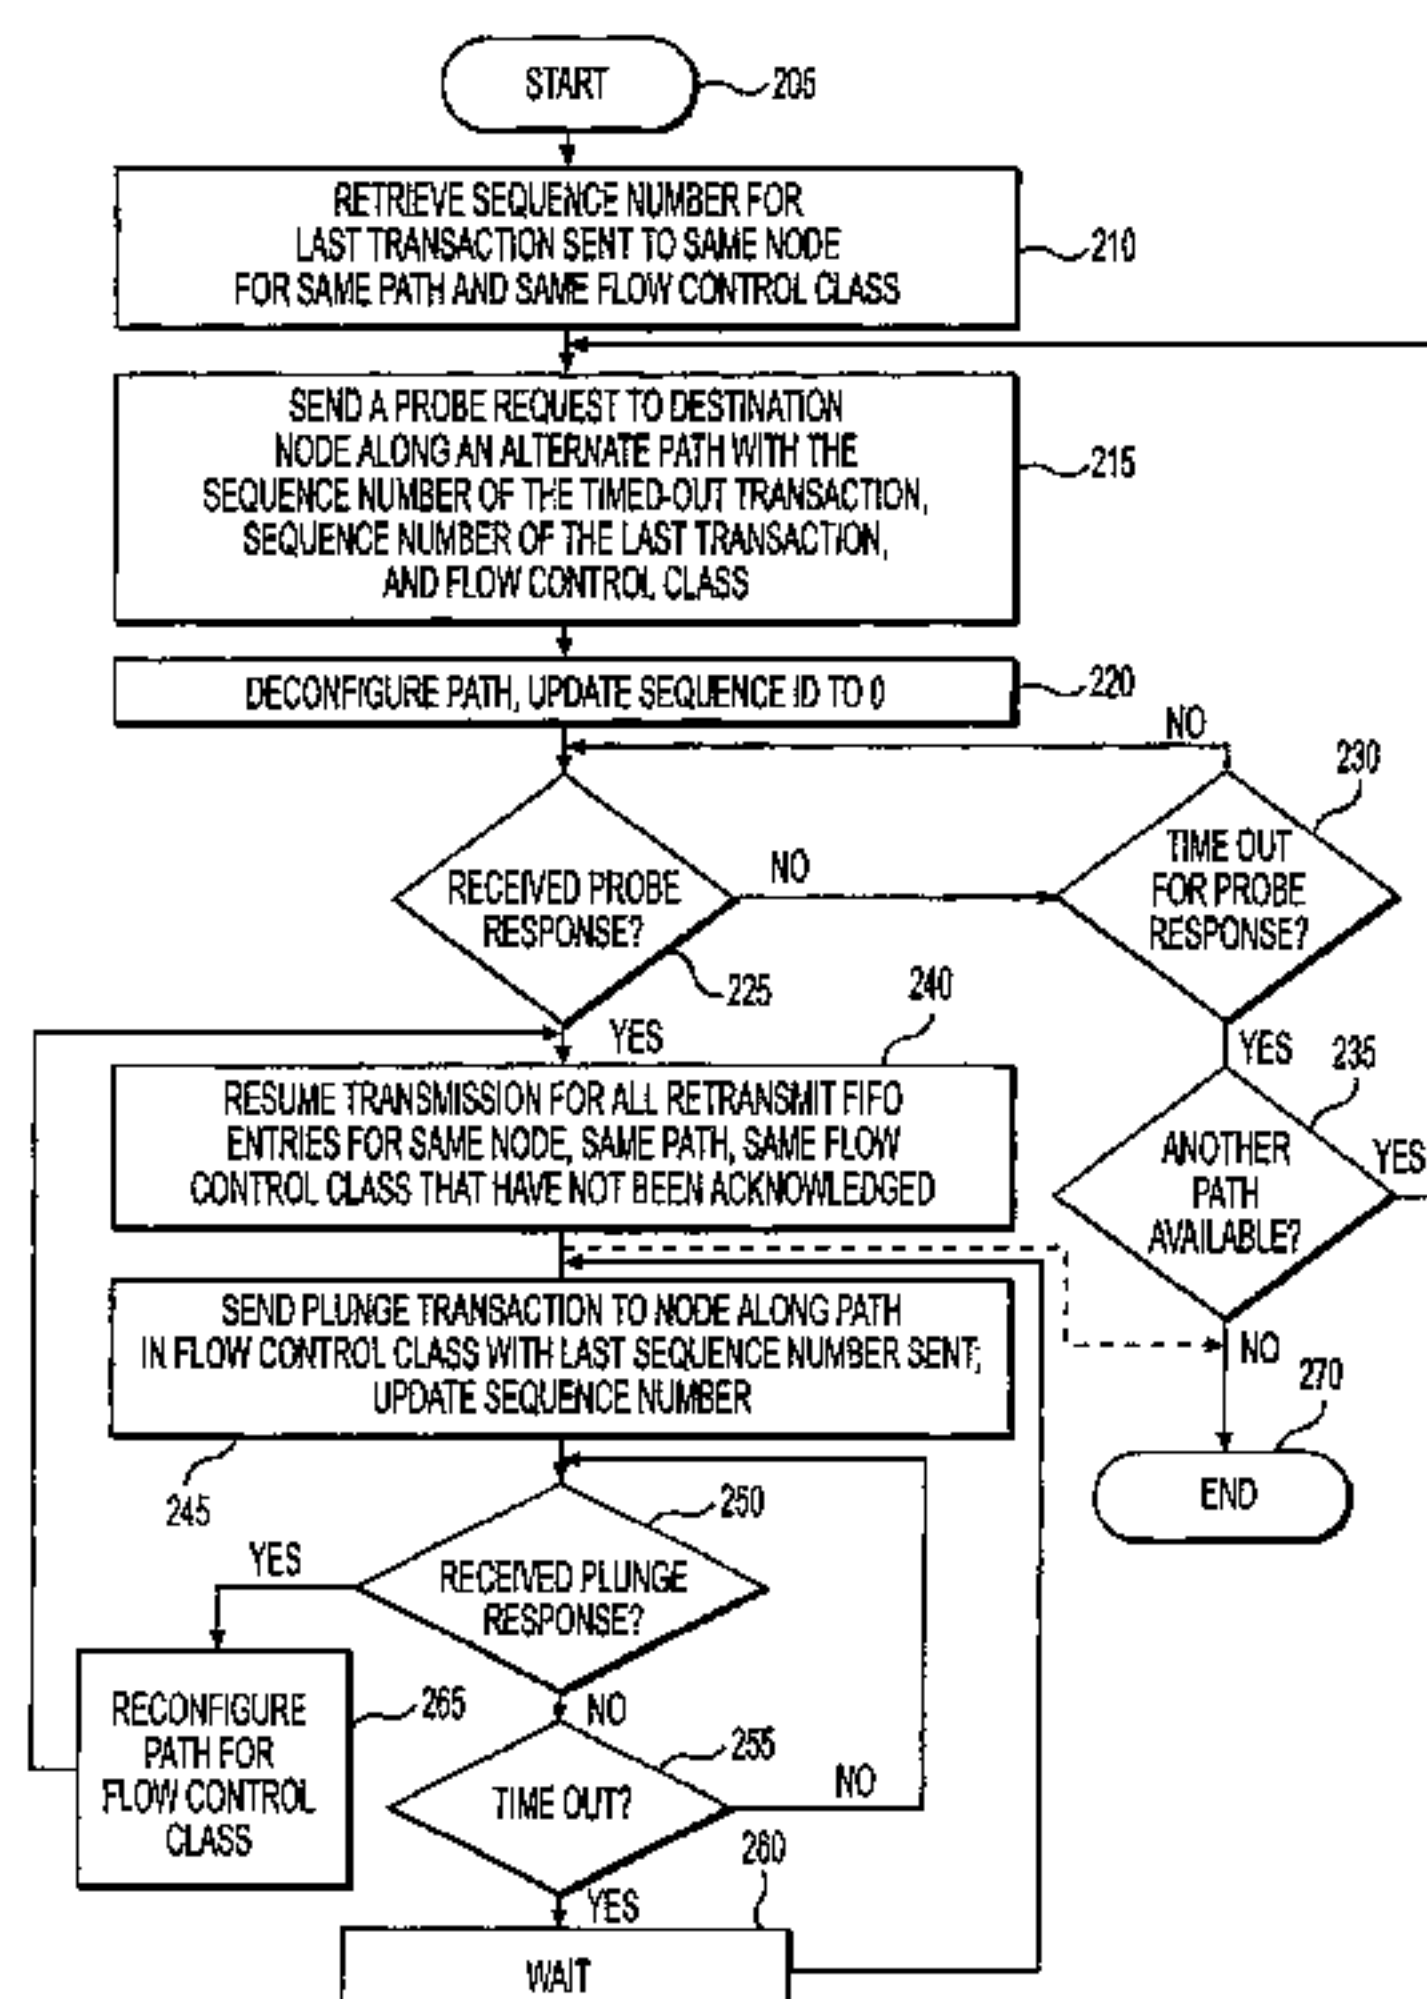 START
205
RETRIEVE SEQUENCE NUMBER FOR
LAST TRANSACTION SENT TO SAME NODE
FOR SAME PATH AND SAME FLOW CONTROL CLASS
210
SEND A PROBE REQUEST TO DESTINATION
NODE ALONG AN ALTERNATE PATH WITH THE
SEQUENCE NUMBER OF THE TIMED-OUT TRANSACTION,
SEQUENCE NUMBER OF THE LAST TRANSACTION,
AND FLOW CONTROL CLASS
215
DECONFIGURE PATH, UPDATE SEQUENCE ID TO 0
220
NO
230
RECEIVED PROBE
RESPONSE?
225
NO
TIME OUT
FOR PROBE
RESPONSE?
YES
240
YES
235
RESUME TRANSMISSION FOR ALL RETRANSMIT FIFO
ENTRIES FOR SAME NODE, SAME PATH, SAME FLOW
CONTROL CLASS THAT HAVE NOT BEEN ACKNOWLEDGED
ANOTHER
PATH
AVAILABLE?
YES
NO
SEND PLUNGE TRANSACTION TO NODE ALONG PATH
IN FLOW CONTROL CLASS WITH LAST SEQUENCE NUMBER SENT;
UPDATE SEQUENCE NUMBER
245
270
END
250
YES
RECEIVED PLUNGE
RESPONSE?
NO
RECONFIGURE
PATH FOR
FLOW CONTROL
CLASS
265
255
TIME OUT?
NO
YES
260
WAIT